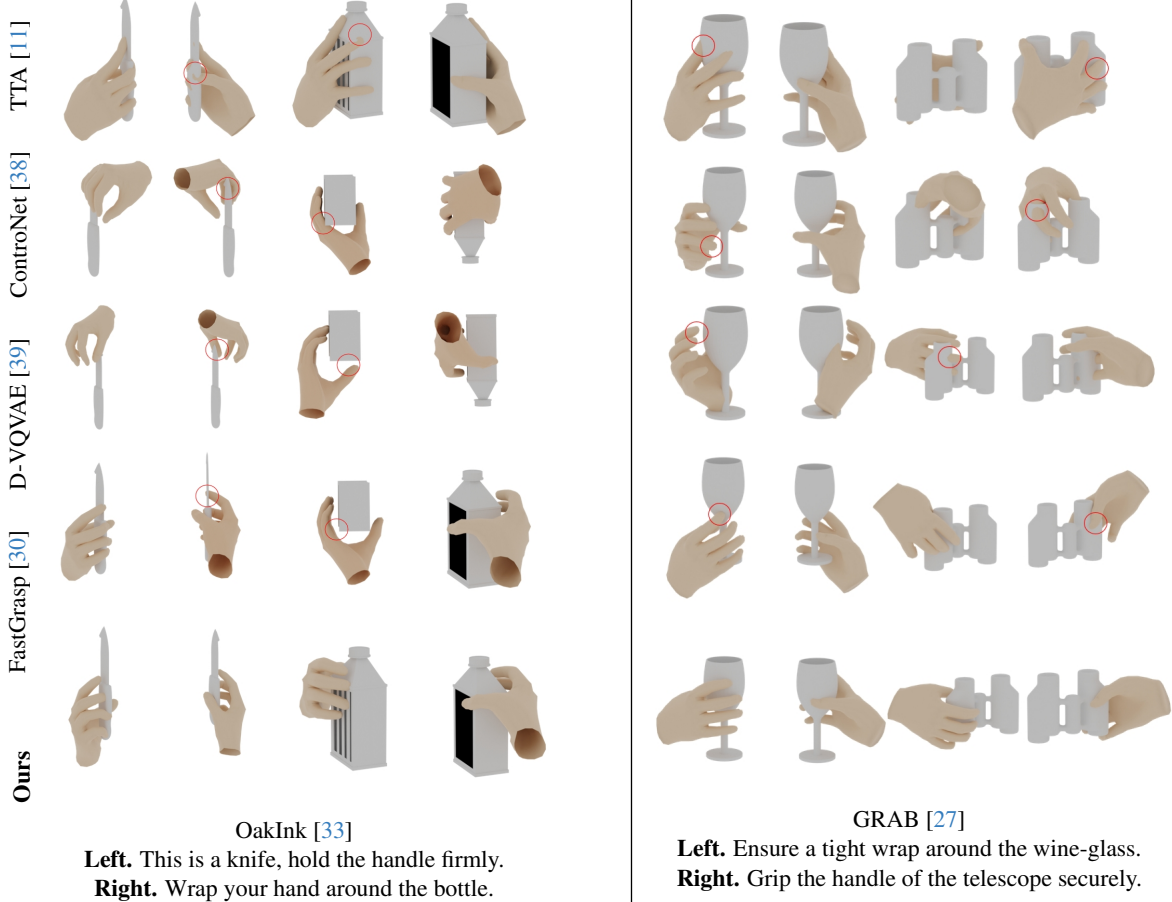 TTA [11]
ControNet [38]
D-VQVAE [39]
FastGrasp [30]
Ours
OakInk [33]
Left. This is a knife, hold the handle firmly.
Right. Wrap your hand around the bottle.
GRAB [27]
Left. Ensure a tight wrap around the wine-glass.
Right. Grip the handle of the telescope securely.